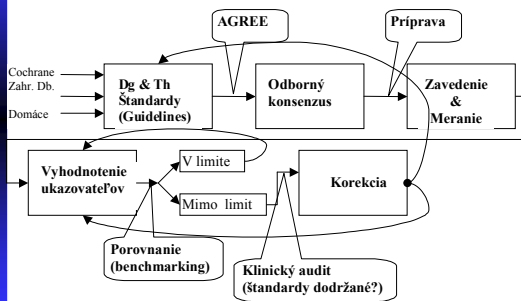 AGREE
Príprava
Cochrane
Zahr. Db.
Domáce
Dg & Th
Štandardy
(Guidelines)
Odborný
konsenzus
Zavedenie
&
Meranie
Vyhodnotenie
ukazovateľov
V limite
Mimo limit
Korekcia
Porovnanie
(benchmarking)
Klinický audit
(štandardy dodržané?)